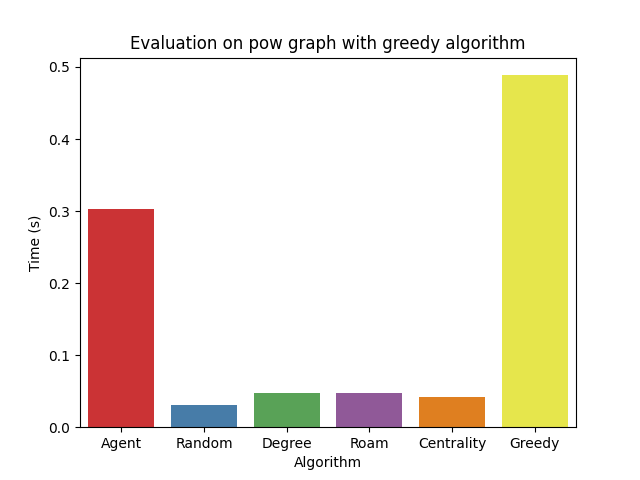 Evaluation on pow graph with greedy algorithm
0.5
0.4
0.3
0.2
0.1
0.0
Time (s)
Agent Random Degree Roam Centrality Greedy
Algorithm